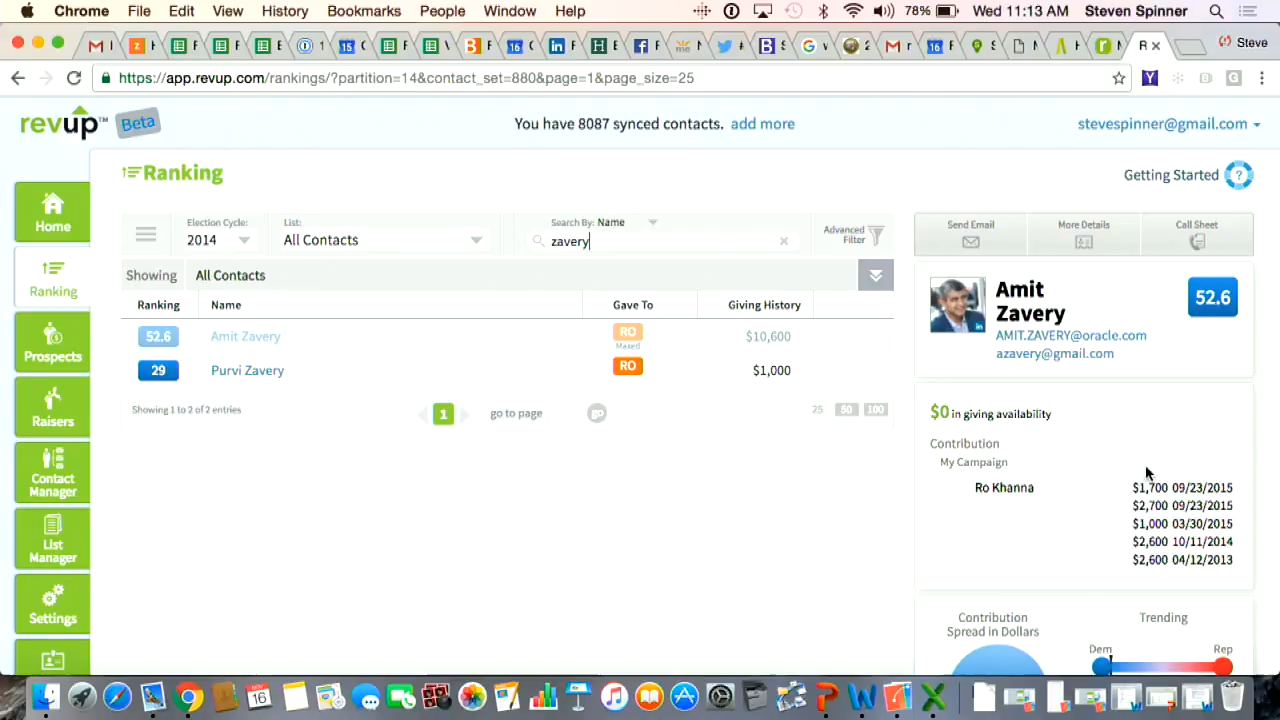 Chrome File Edit View History Bookmarks People Window Help 78% Wed 11:13 AM Steven Spinner
Steve
https://app.revup.com/rankings/?partition=14&contact_set=880&page=1&page_size=25
revup™ Beta
You have 8087 synced contacts. add more
stevespinner@gmail.com
Ranking
Getting Started ?
Home
Ranking
Prospects
Raisers
Contact
Manager
List
Manager
Settings
Election Cycle:
2014
List:
All Contacts
Search By: Name
zavery
Advanced
Filter
Showing All Contacts
Ranking Name Gave To Giving History
52.6 Amit Zavery RO $10,600
Maxed
29 Purvi Zavery RO $1,000
Showing 1 to 2 of 2 entries
1
go to page
go
25 50 100
Send Email
More Details
Call Sheet
Amit
Zavery
52.6
AMIT.ZAVERY@oracle.com
azavery@gmail.com
$0 in giving availability
Contribution
My Campaign
Ro Khanna
$1,700 09/23/2015
$2,700 09/23/2015
$1,000 03/30/2015
$2,600 10/11/2014
$2,600 04/12/2013
Contribution
Spread in Dollars
Trending
Dem Rep